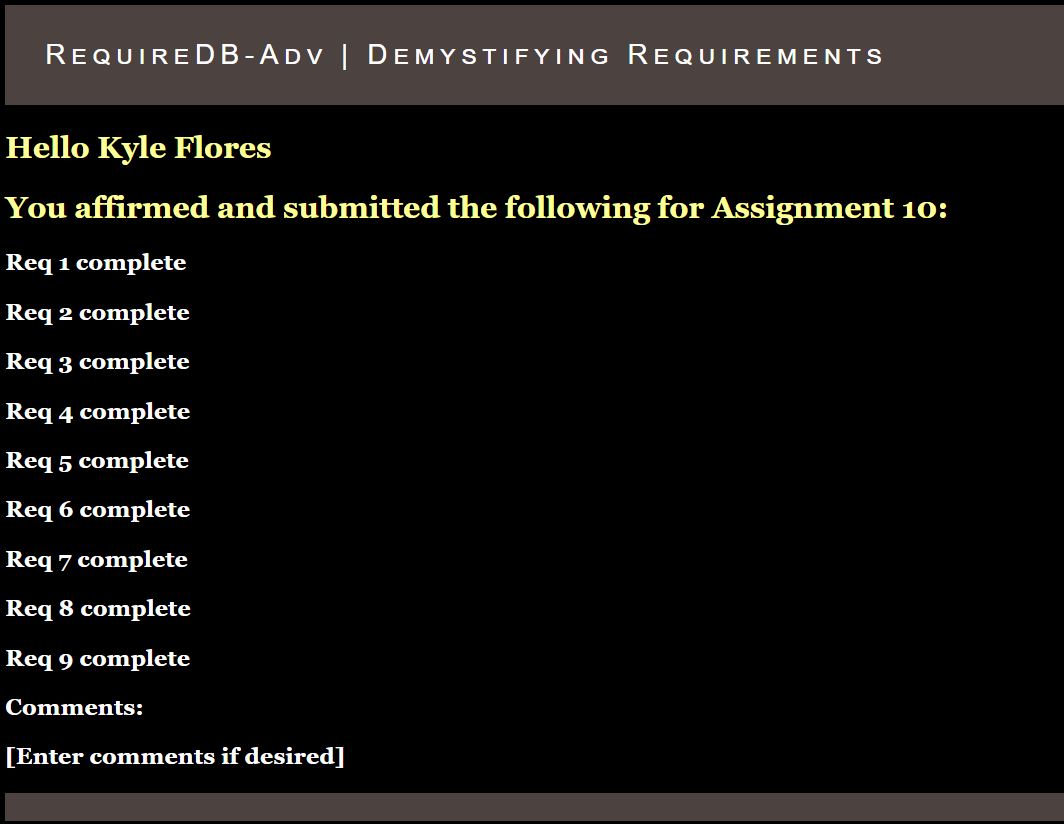 RequireDB-Adv | Demystifying Requirements
Hello Kyle Flores
You affirmed and submitted the following for Assignment 10:
Req 1 complete
Req 2 complete
Req 3 complete
Req 4 complete
Req 5 complete
Req 6 complete
Req 7 complete
Req 8 complete
Req 9 complete
Comments:
[Enter comments if desired]